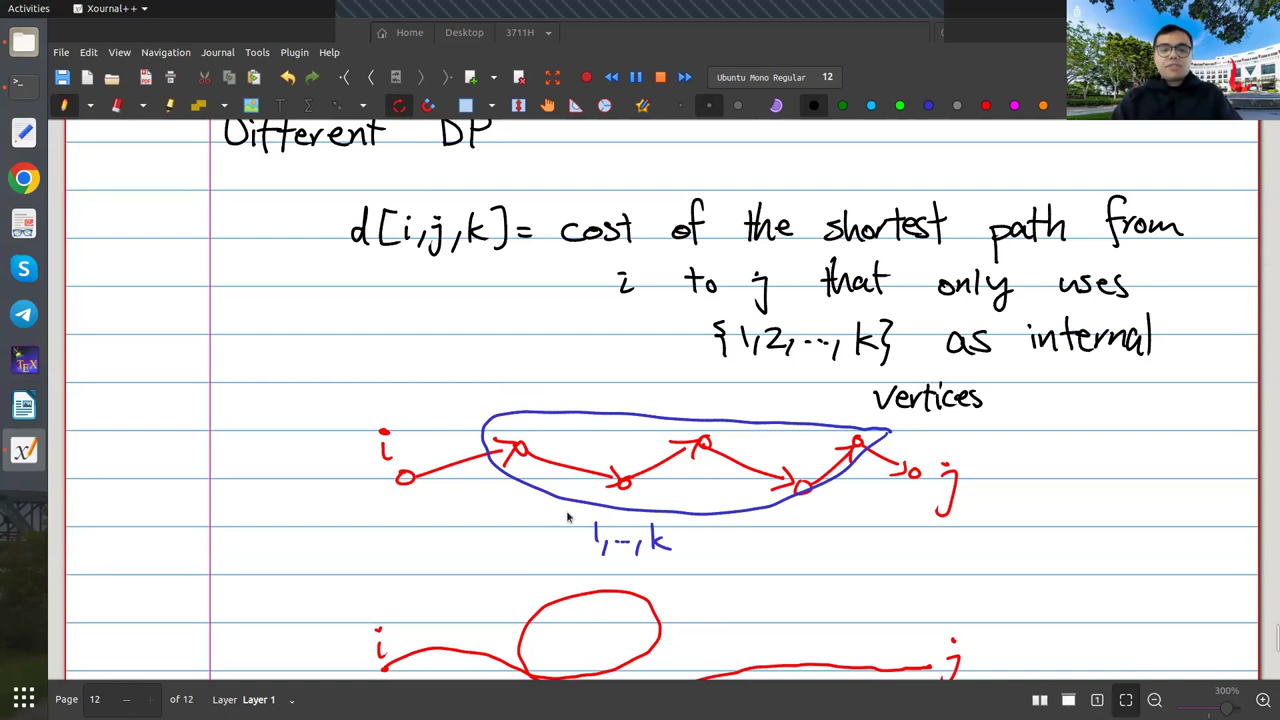 Activities
Xournal++
Home
Desktop
3711H
File Edit View Navigation Journal Tools Plugin Help
Ubuntu Mono Regular 12
Different DP
d[i,j,k]= cost of the shortest path from
i to j that only uses
{1,2,...,k} as internal
vertices
i
j
1,...,k
i
j
Page 12 of 12 Layer Layer 1
300%